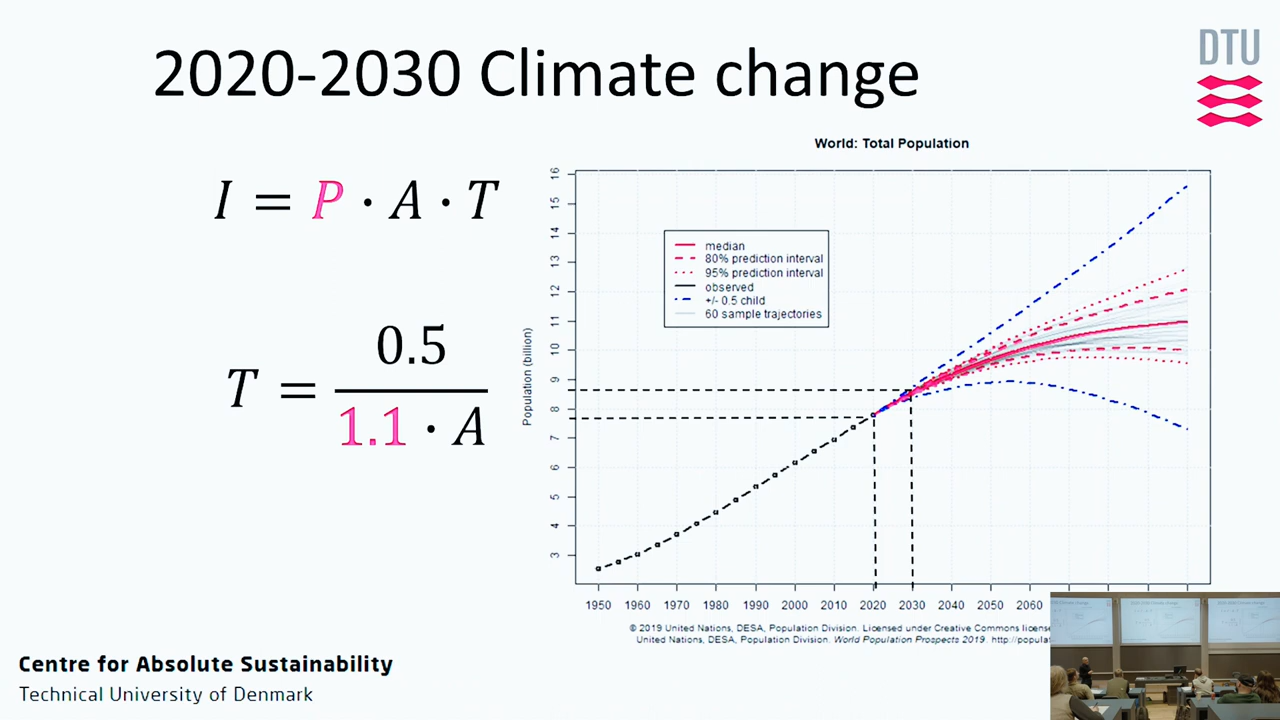 2020-2030 Climate change
DTU
I = P · A · T
T = 0.5 / 1.1 · A
World: Total Population
median
80% prediction interval
95% prediction interval
observed
+/- 0.5 child
60 sample trajectories
Population (billion)
16
15
14
13
12
11
10
9
8
7
6
5
4
3
1950 1960 1970 1980 1990 2000 2010 2020 2030 2040 2050 2060
© 2019 United Nations, DESA, Population Division. Licensed under Creative Commons license
United Nations, DESA, Population Division. World Population Prospects 2019. http://popula
Centre for Absolute Sustainability
Technical University of Denmark